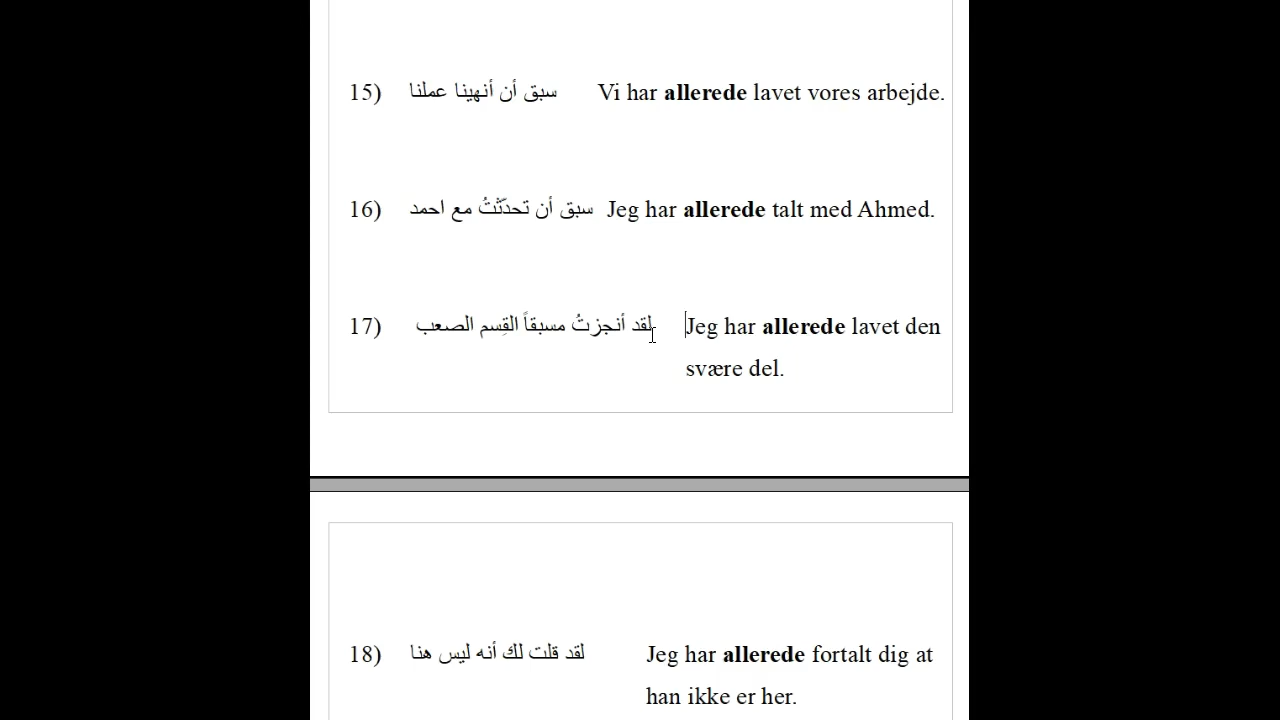 15) سبق أن أنهينا عملنا Vi har allerede lavet vores arbejde.
16) سبق أن تحدّثتُ مع احمد Jeg har allerede talt med Ahmed.
17) لقد أنجزتُ مسبقاً القِسم الصعب Jeg har allerede lavet den
svære del.
18) لقد قلت لك أنه ليس هنا Jeg har allerede fortalt dig at
han ikke er her.